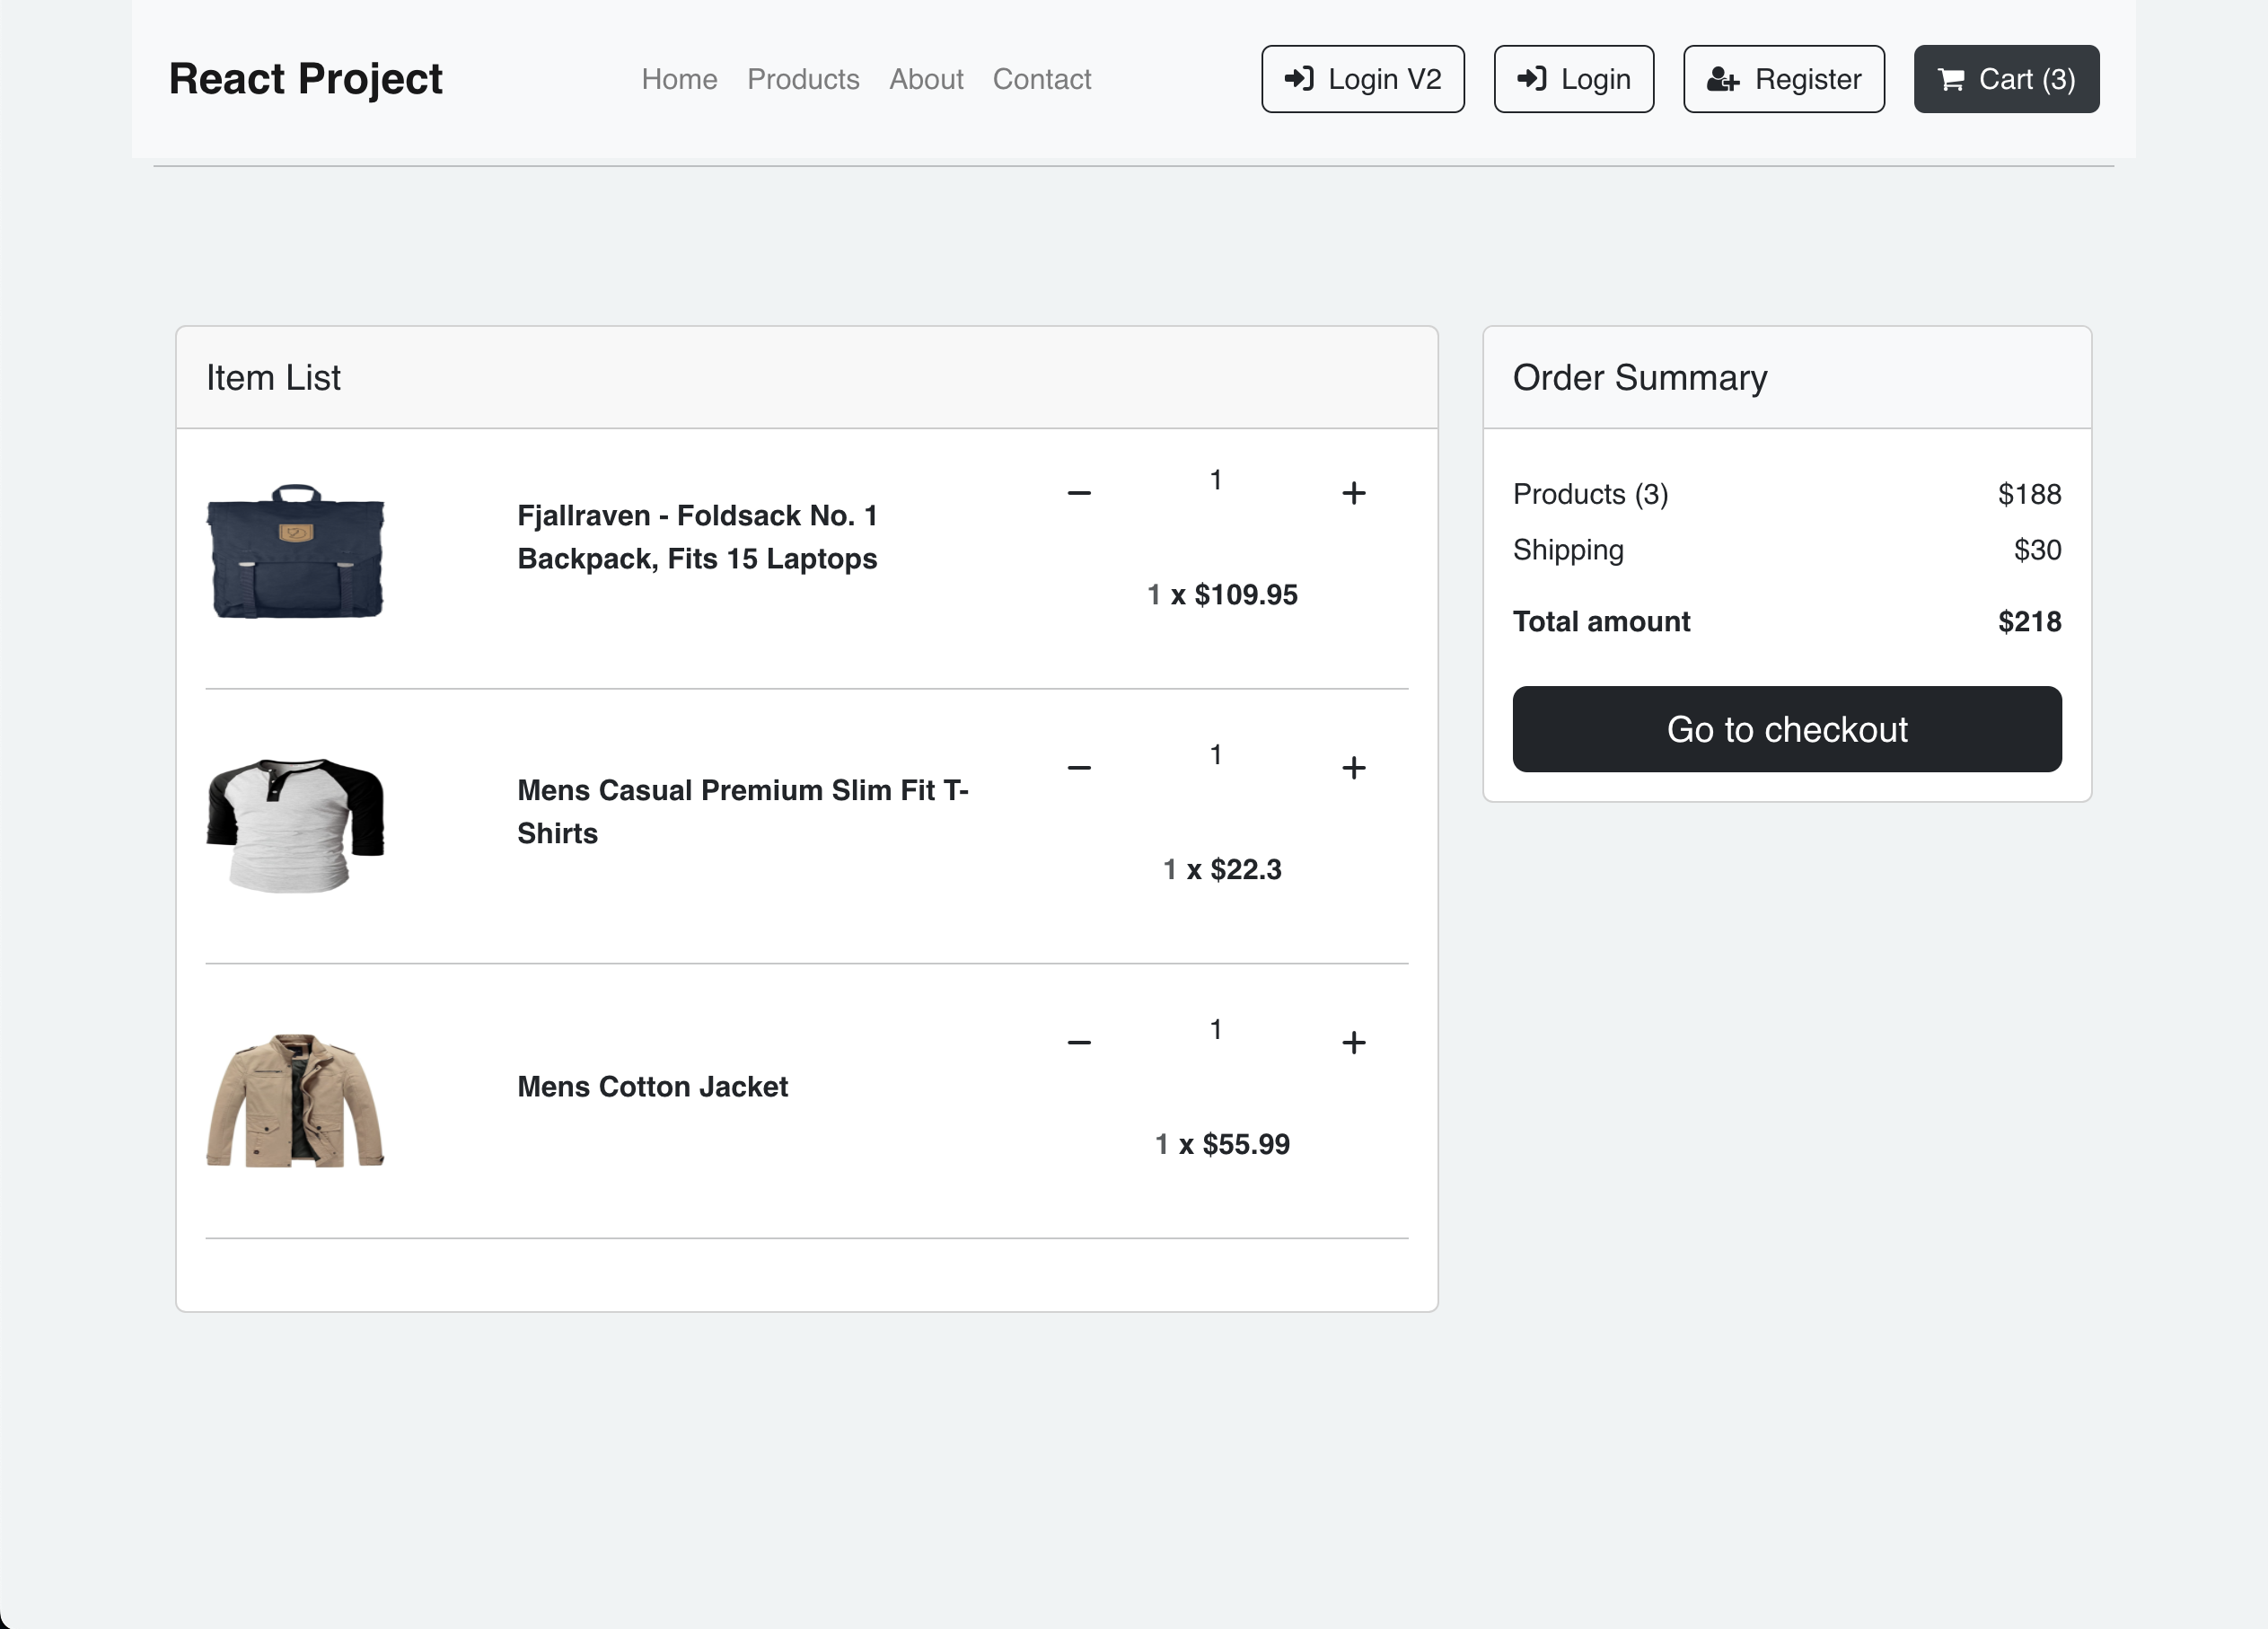 React Project
Home
Products
About
Contact
Login V2
Login
Register
Cart (3)
Item List
Fjallraven - Foldsack No. 1
Backpack, Fits 15 Laptops
1
1 x $109.95
Mens Casual Premium Slim Fit T-
Shirts
1
1 x $22.3
Mens Cotton Jacket
1
1 x $55.99
Order Summary
Products (3) $188
Shipping $30
Total amount $218
Go to checkout